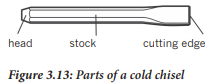 head stock cutting edge
Figure 3.13: Parts of a cold chisel